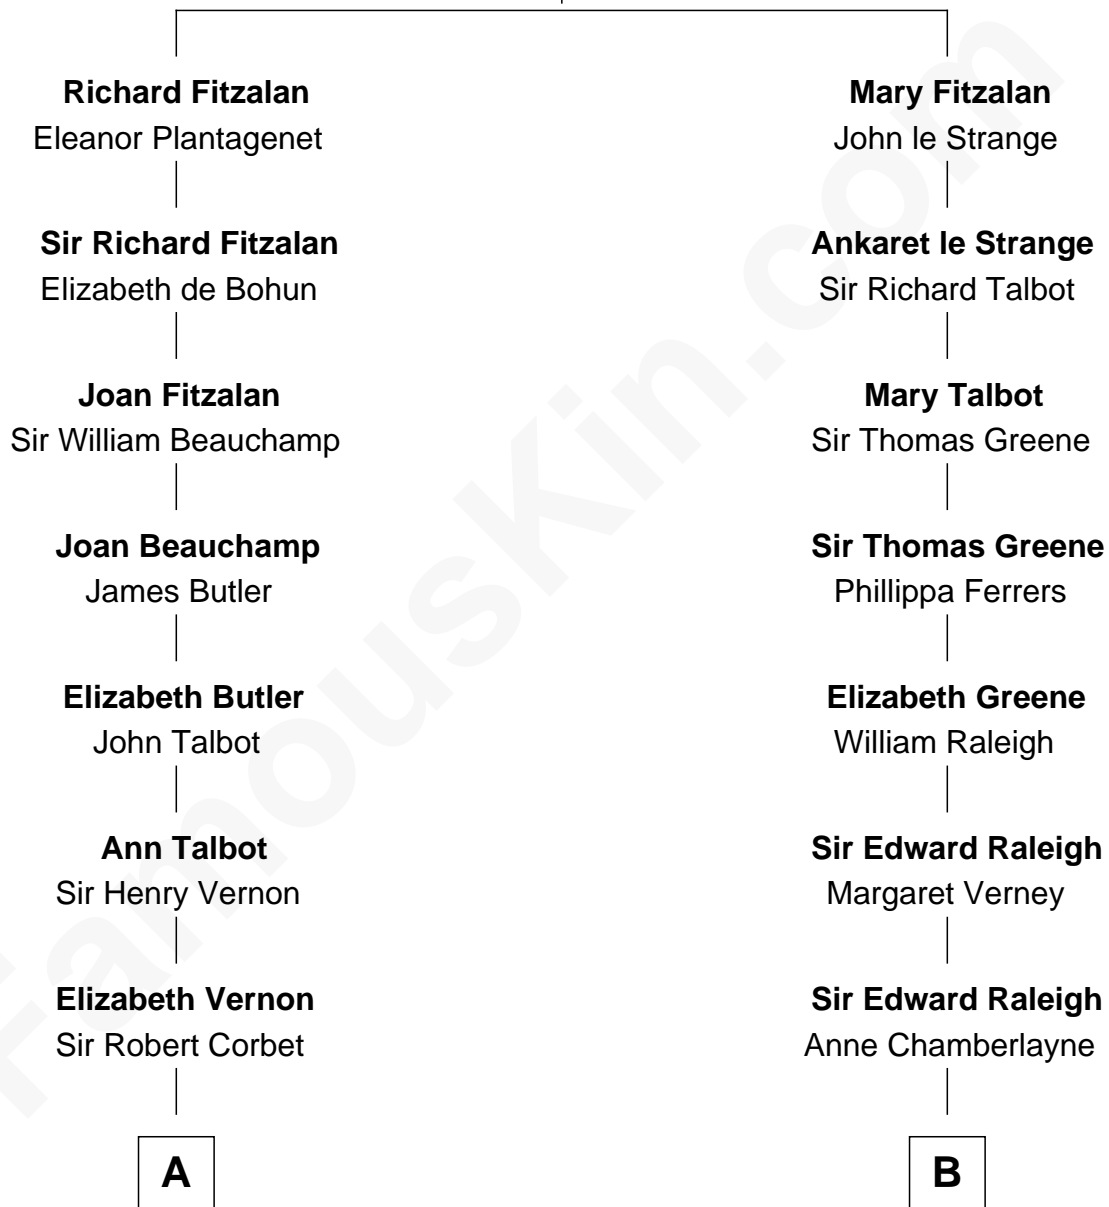 Richard Fitzalan
Eleanor Plantagenet
Mary Fitzalan
John le Strange
Sir Richard Fitzalan
Elizabeth de Bohun
Ankaret le Strange
Sir Richard Talbot
Joan Fitzalan
Sir William Beauchamp
Mary Talbot
Sir Thomas Greene
Joan Beauchamp
James Butler
Sir Thomas Greene
Phillippa Ferrers
Elizabeth Butler
John Talbot
Elizabeth Greene
William Raleigh
Ann Talbot
Sir Henry Vernon
Sir Edward Raleigh
Margaret Verney
Elizabeth Vernon
Sir Robert Corbet
Sir Edward Raleigh
Anne Chamberlayne
A
B
FamousKin.com